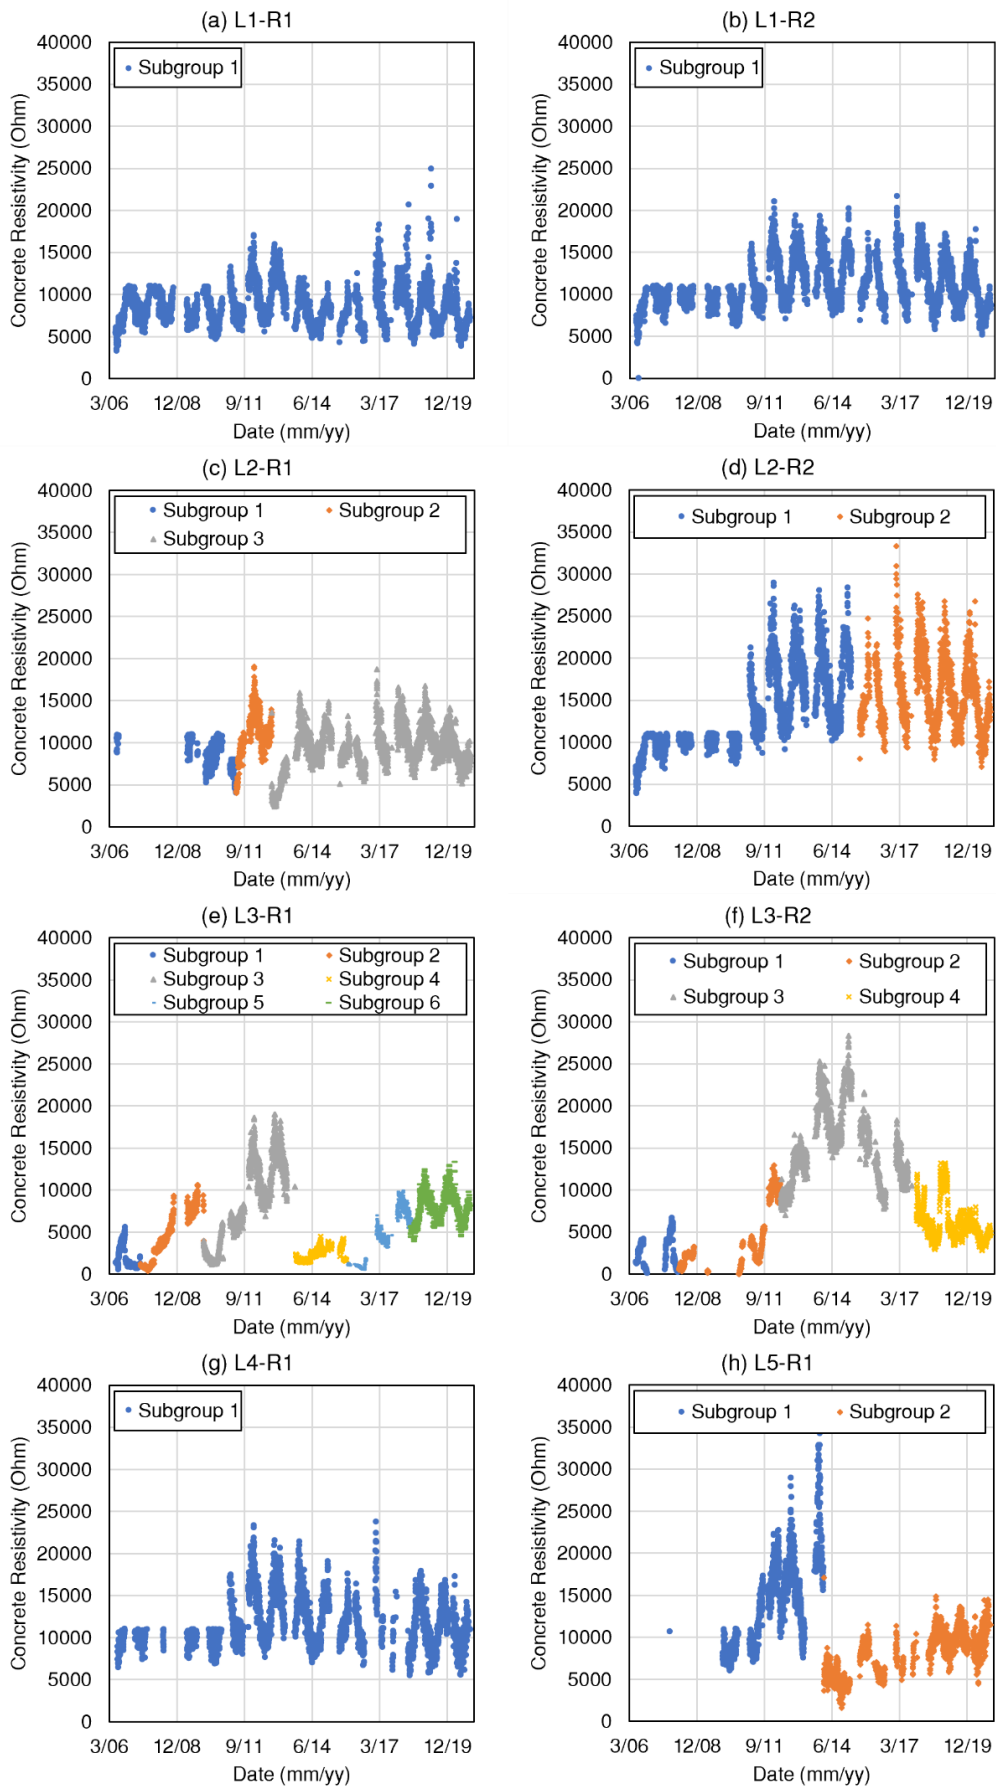 (a) L1-R1
40000
35000
30000
25000
20000
15000
10000
5000
0
Concrete Resistivity (Ohm)
Subgroup 1
3/06 12/08 9/11 6/14 3/17 12/19
Date (mm/yy)
(b) L1-R2
40000
35000
30000
25000
20000
15000
10000
5000
0
Concrete Resistivity (Ohm)
Subgroup 1
3/06 12/08 9/11 6/14 3/17 12/19
Date (mm/yy)
(c) L2-R1
40000
35000
30000
25000
20000
15000
10000
5000
0
Concrete Resistivity (Ohm)
Subgroup 1 Subgroup 2
Subgroup 3
3/06 12/08 9/11 6/14 3/17 12/19
Date (mm/yy)
(d) L2-R2
40000
35000
30000
25000
20000
15000
10000
5000
0
Concrete Resistivity (Ohm)
Subgroup 1 Subgroup 2
3/06 12/08 9/11 6/14 3/17 12/19
Date (mm/yy)
(e) L3-R1
40000
35000
30000
25000
20000
15000
10000
5000
0
Concrete Resistivity (Ohm)
Subgroup 1 Subgroup 2
Subgroup 3 Subgroup 4
Subgroup 5 Subgroup 6
3/06 12/08 9/11 6/14 3/17 12/19
Date (mm/yy)
(f) L3-R2
40000
35000
30000
25000
20000
15000
10000
5000
0
Concrete Resistivity (Ohm)
Subgroup 1 Subgroup 2
Subgroup 3 Subgroup 4
3/06 12/08 9/11 6/14 3/17 12/19
Date (mm/yy)
(g) L4-R1
40000
35000
30000
25000
20000
15000
10000
5000
0
Concrete Resistivity (Ohm)
Subgroup 1
3/06 12/08 9/11 6/14 3/17 12/19
Date (mm/yy)
(h) L5-R1
40000
35000
30000
25000
20000
15000
10000
5000
0
Concrete Resistivity (Ohm)
Subgroup 1 Subgroup 2
3/06 12/08 9/11 6/14 3/17 12/19
Date (mm/yy)